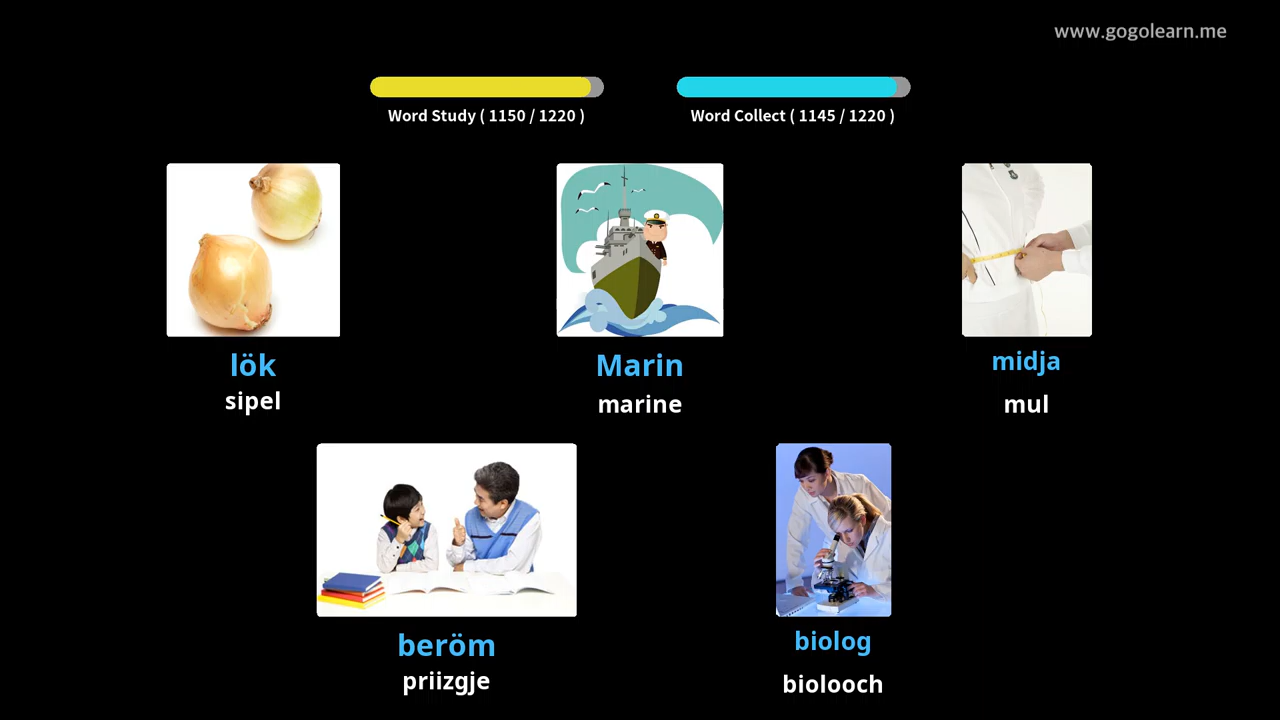 www.gogolearn.me
Word Study ( 1150 / 1220 )
Word Collect ( 1145 / 1220 )
lök
sipel
Marin
marine
midja
mul
beröm
priizgje
biolog
biolooch